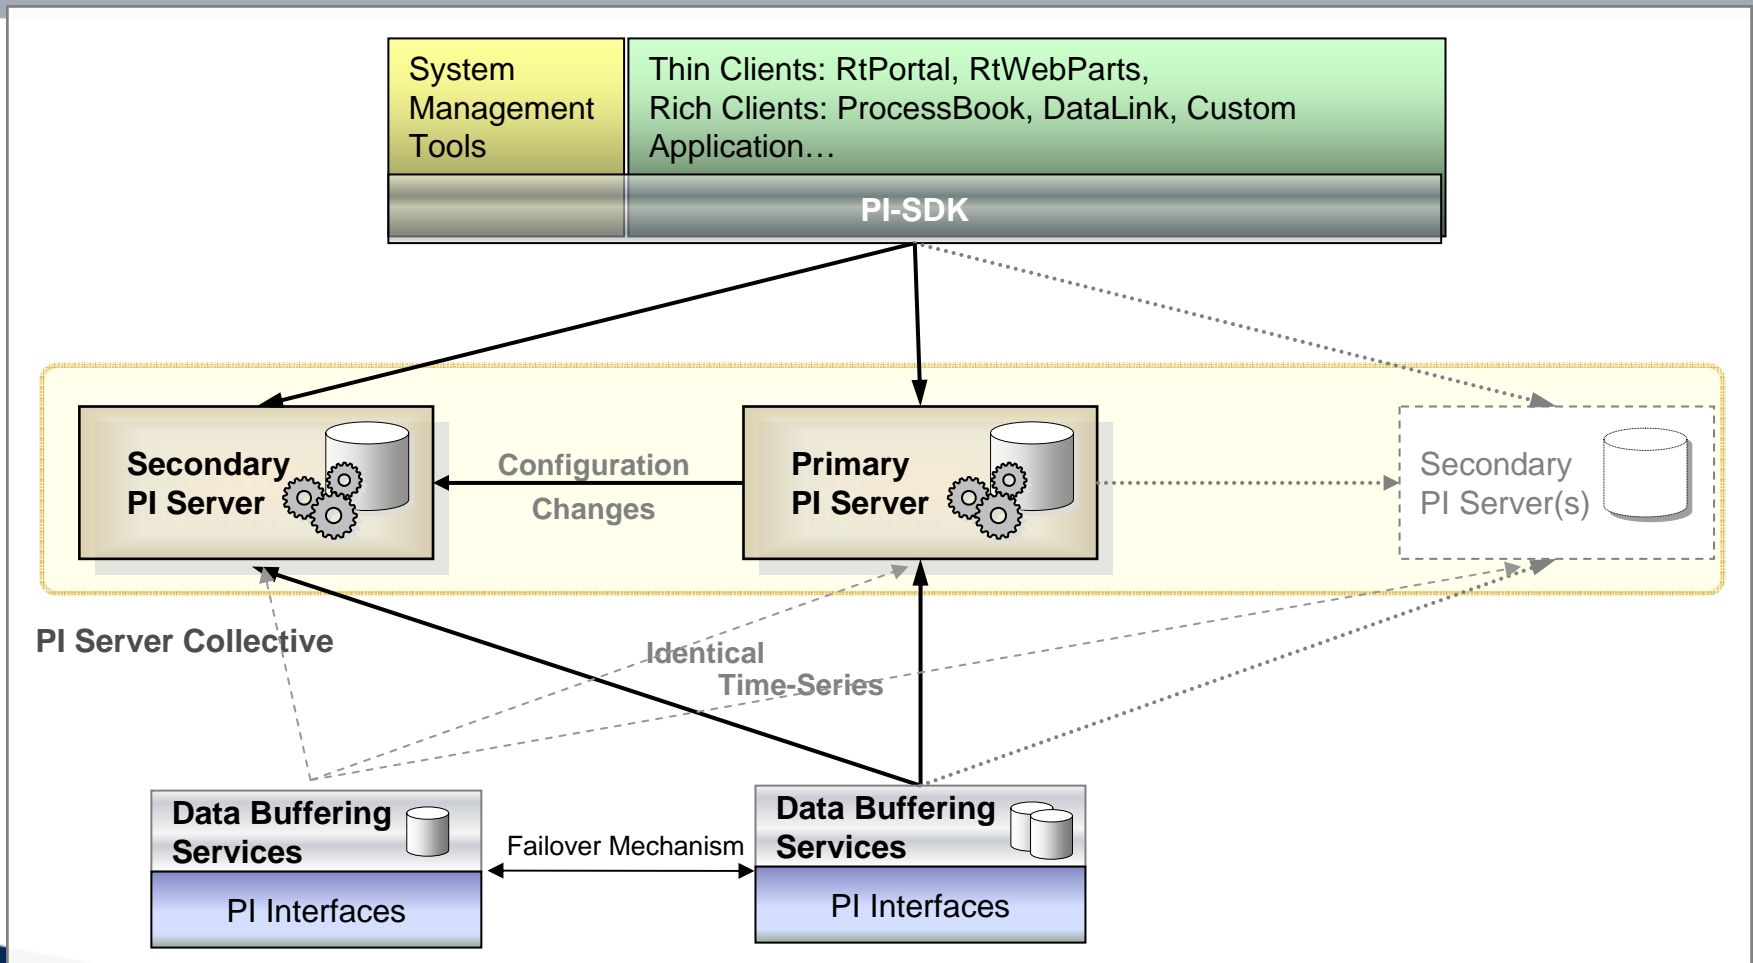 System
Management
Tools
Thin Clients: RtPortal, RtWebParts,
Rich Clients: ProcessBook, DataLink, Custom
Application…
PI-SDK
Secondary
PI Server
Configuration
Changes
Primary
PI Server
Secondary
PI Server(s)
PI Server Collective
Identical
Time-Series
Data Buffering
Services
PI Interfaces
Failover Mechanism
Data Buffering
Services
PI Interfaces